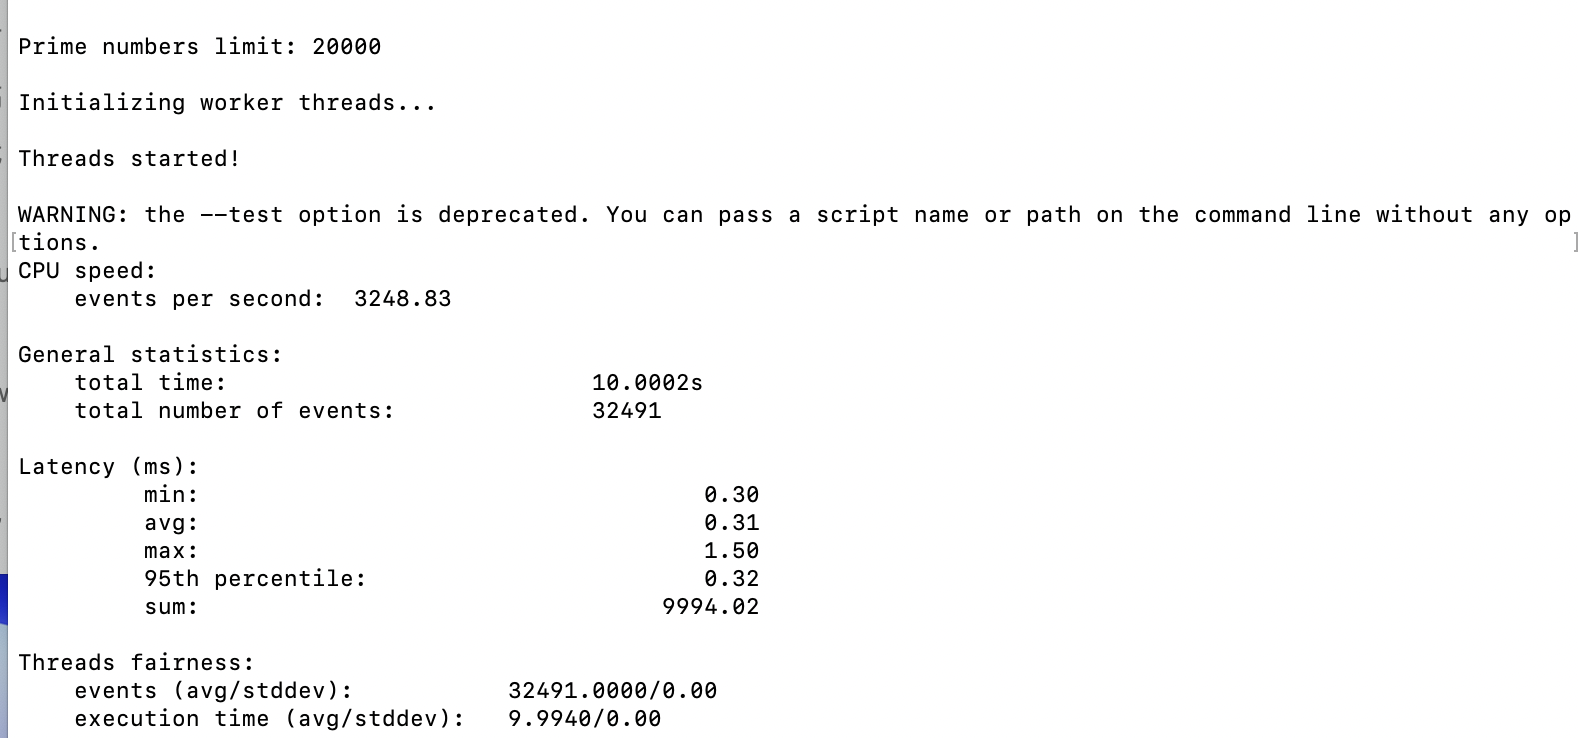 Prime numbers limit: 20000
Initializing worker threads...
Threads started!
WARNING: the --test option is deprecated. You can pass a script name or path on the command line without any op
[tions. ]
CPU speed:
events per second: 3248.83
General statistics:
total time: 10.0002s
total number of events: 32491
Latency (ms):
min: 0.30
avg: 0.31
max: 1.50
95th percentile: 0.32
sum: 9994.02
Threads fairness:
events (avg/stddev): 32491.0000/0.00
execution time (avg/stddev): 9.9940/0.00